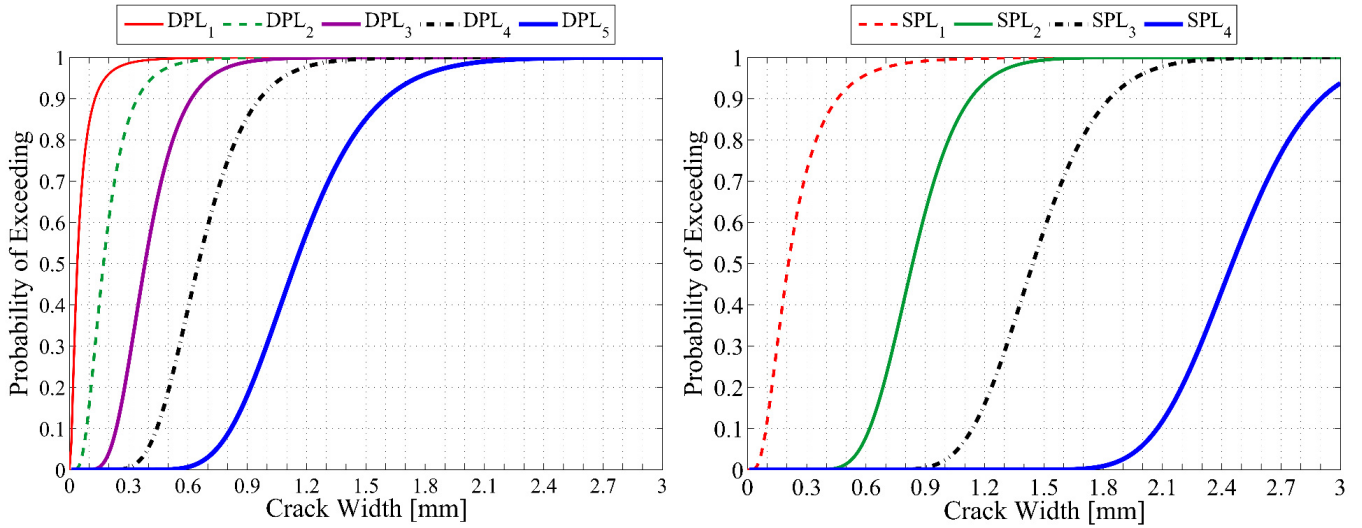 DPL1 DPL2 DPL3 DPL4 DPL5
1
0.9
0.8
0.7
0.6
0.5
0.4
0.3
0.2
0.1
0
Probability of Exceeding
0 0.3 0.6 0.9 1.2 1.5 1.8 2.1 2.4 2.7 3
Crack Width [mm]
SPL1 SPL2 SPL3 SPL4
1
0.9
0.8
0.7
0.6
0.5
0.4
0.3
0.2
0.1
0
Probability of Exceeding
0 0.3 0.6 0.9 1.2 1.5 1.8 2.1 2.4 2.7 3
Crack Width [mm]